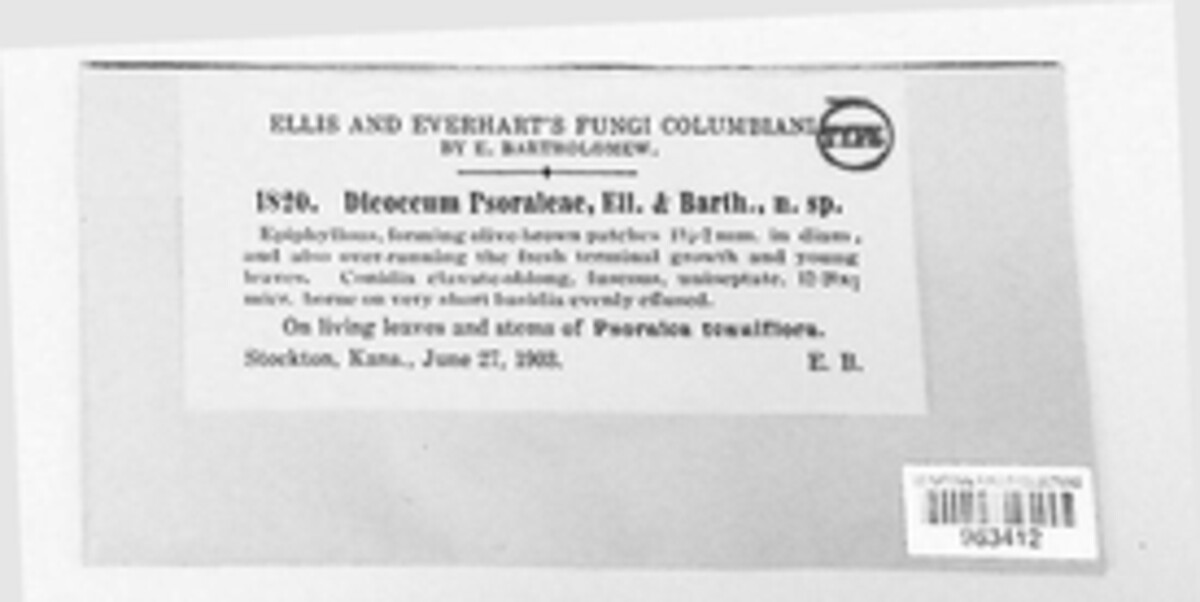 ELLIS AND EVERHART'S FUNGI COLUMBIANI
TYPE
BY E. BARTHOLOMEW.
1820. Dicoccum Psoraleae, Ell. & Barth., n. sp.
Epiphyllous, forming olive-brown patches mm. in diam.,
and also over-running the fresh terminal growth and young
leaves. Conidia clavate-oblong, fuscous, uniseptate,
micr. borne on very short basidia evenly effused.
On living leaves and stems of Psoralea tenuiflora.
Stockton, Kans., June 27, 1903. E. B.
963412